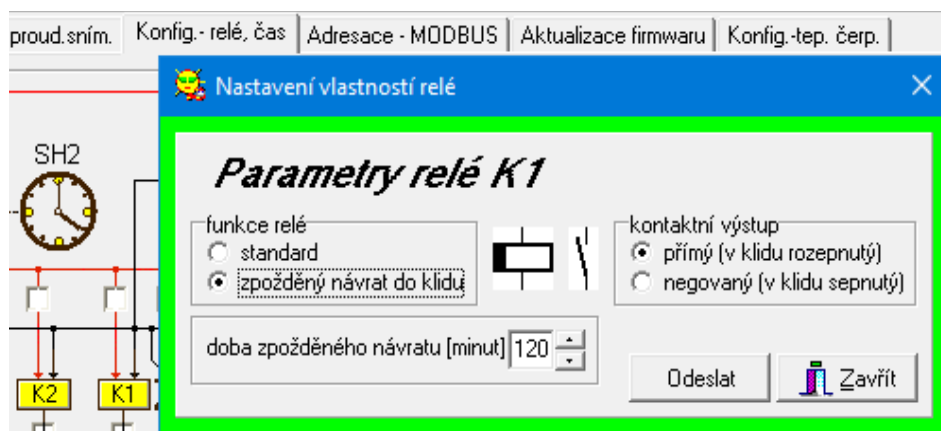 proud.sním. Konfig.- relé, čas Adresace - MODBUS Aktualizace firmwaru Konfig.-tep. čerp.
Nastavení vlastností relé
SH2
Parametry relé K1
funkce relé
standard
zpožděný návrat do klidu
kontaktní výstup
přímý (v klidu rozepnutý)
negovaný (v klidu sepnutý)
doba zpožděného návratu [minut] 120
Odeslat Zavřít
K2 K1